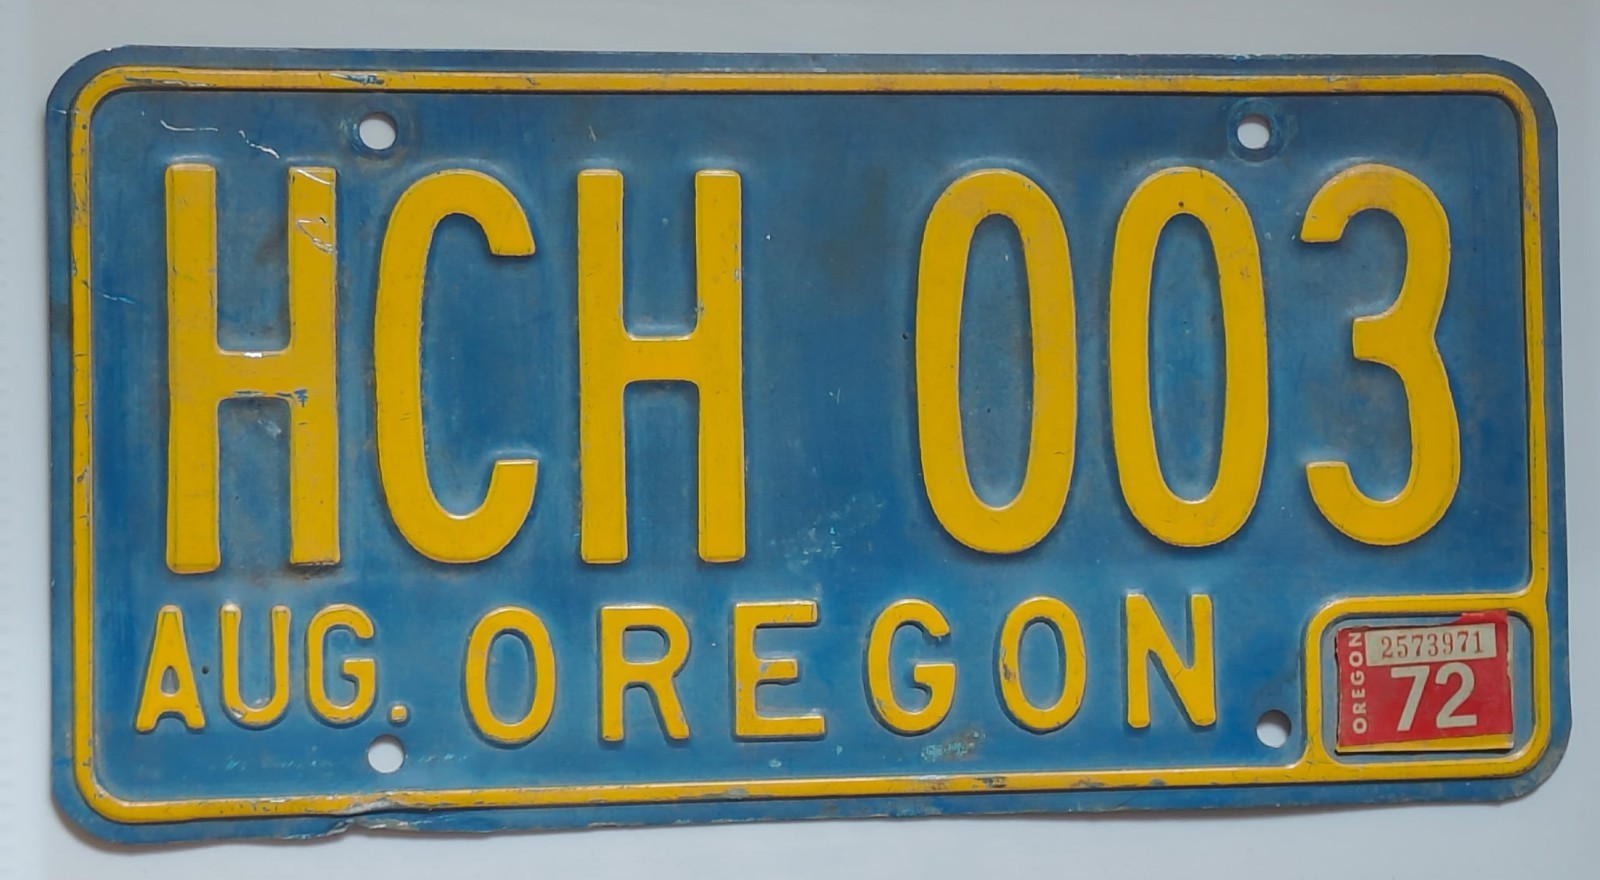 HCH 003
AUG. OREGON
OREGON
2573971
72